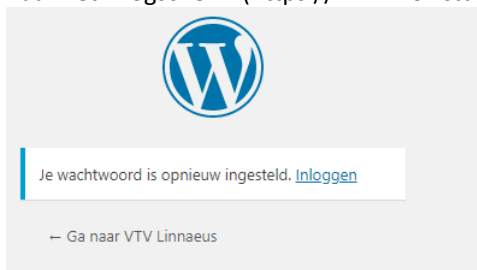 Je wachtwoord is opnieuw ingesteld. Inloggen
← Ga naar VTV Linnaeus